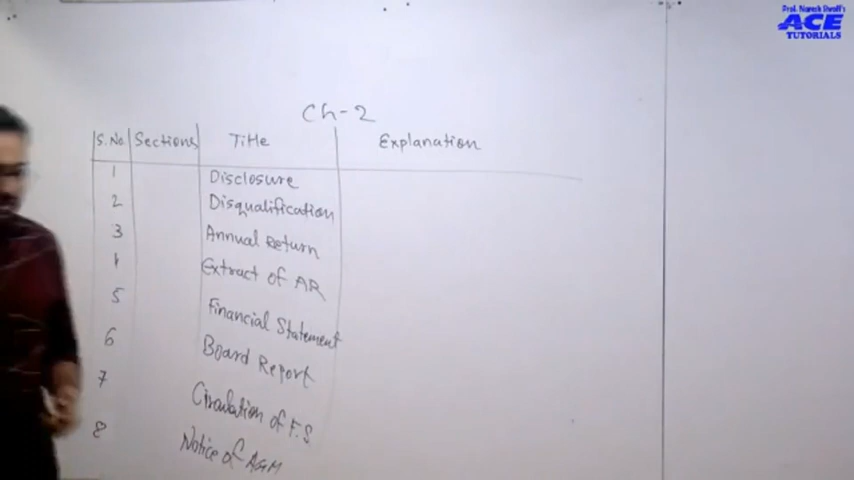 Prof. Naresh Shroff's
ACE
TUTORIALS
Ch-2
S.No Sections Title Explanation
1 Disclosure
2 Disqualification
3 Annual Return
4 Extract of AR
5 Financial Statement
6 Board Report
7 Circulation of F.S
8 Notice of AGM